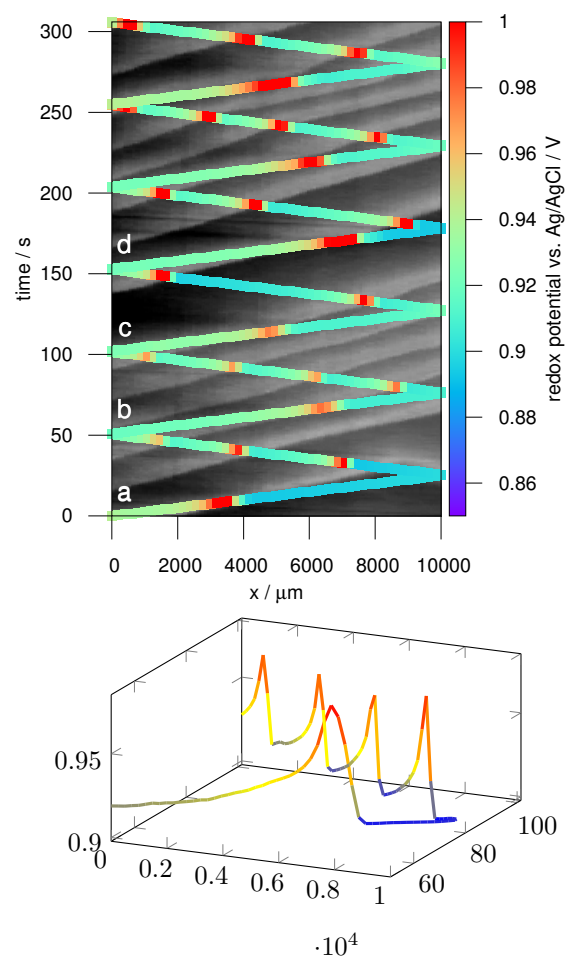 300
250
200
150
100
50
0
time / s
d
c
b
a
0 2000 4000 6000 8000 10000
x / μm
1
0.98
0.96
0.94
0.92
0.9
0.88
0.86
redox potential vs. Ag/AgCl / V
0.95
0.9
0 0.2 0.4 0.6 0.8 1
60 80 100
·10⁴